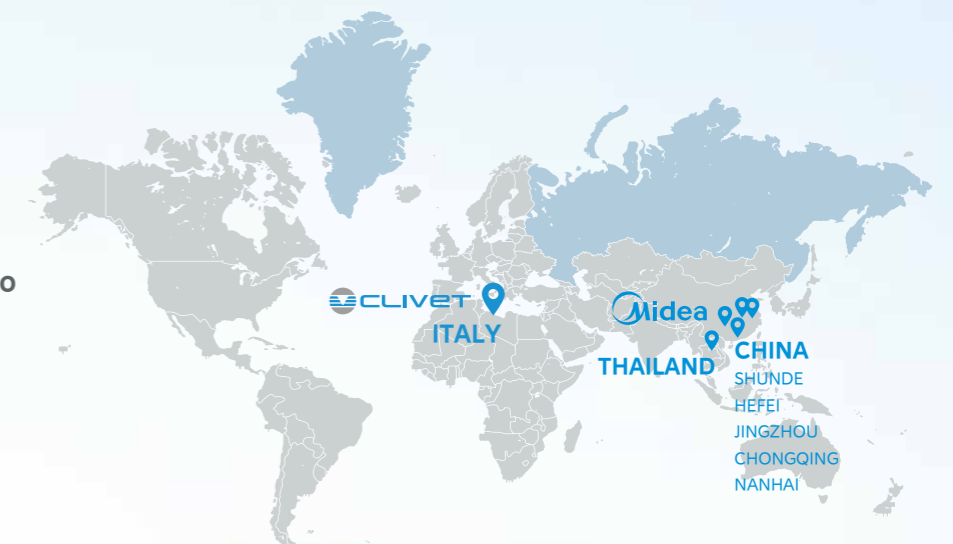 o
CLIVET
ITALY
Midea
THAILAND
CHINA
SHUNDE
HEFEI
JINGZHOU
CHONGQING
NANHAI